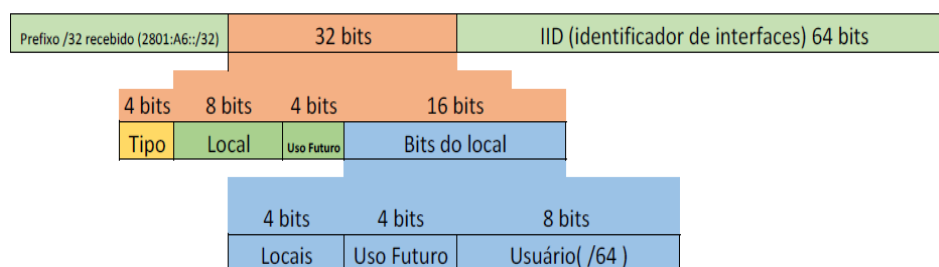 Prefixo /32 recebido (2801:A6::/32) 32 bits IID (identificador de interfaces) 64 bits
4 bits 8 bits 4 bits 16 bits
Tipo Local Uso Futuro Bits do local
4 bits 4 bits 8 bits
Locais Uso Futuro Usuário( /64 )